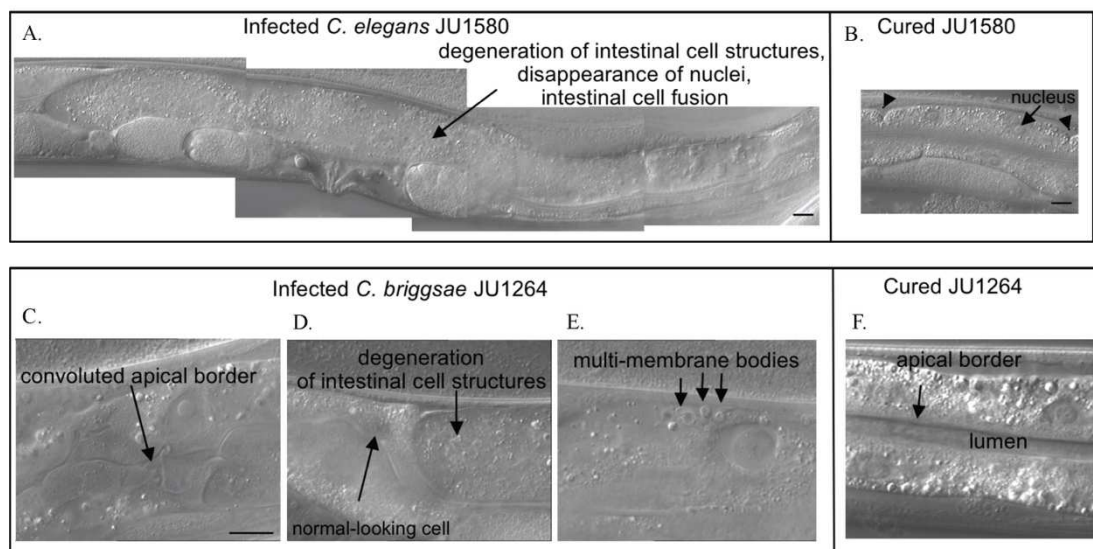 A.
Infected C. elegans JU1580
degeneration of intestinal cell structures,
disappearance of nuclei,
intestinal cell fusion
B.
Cured JU1580
nucleus
Infected C. briggsae JU1264
C.
convoluted apical border
D.
degeneration
of intestinal cell structures
normal-looking cell
E.
multi-membrane bodies
Cured JU1264
F.
apical border
lumen